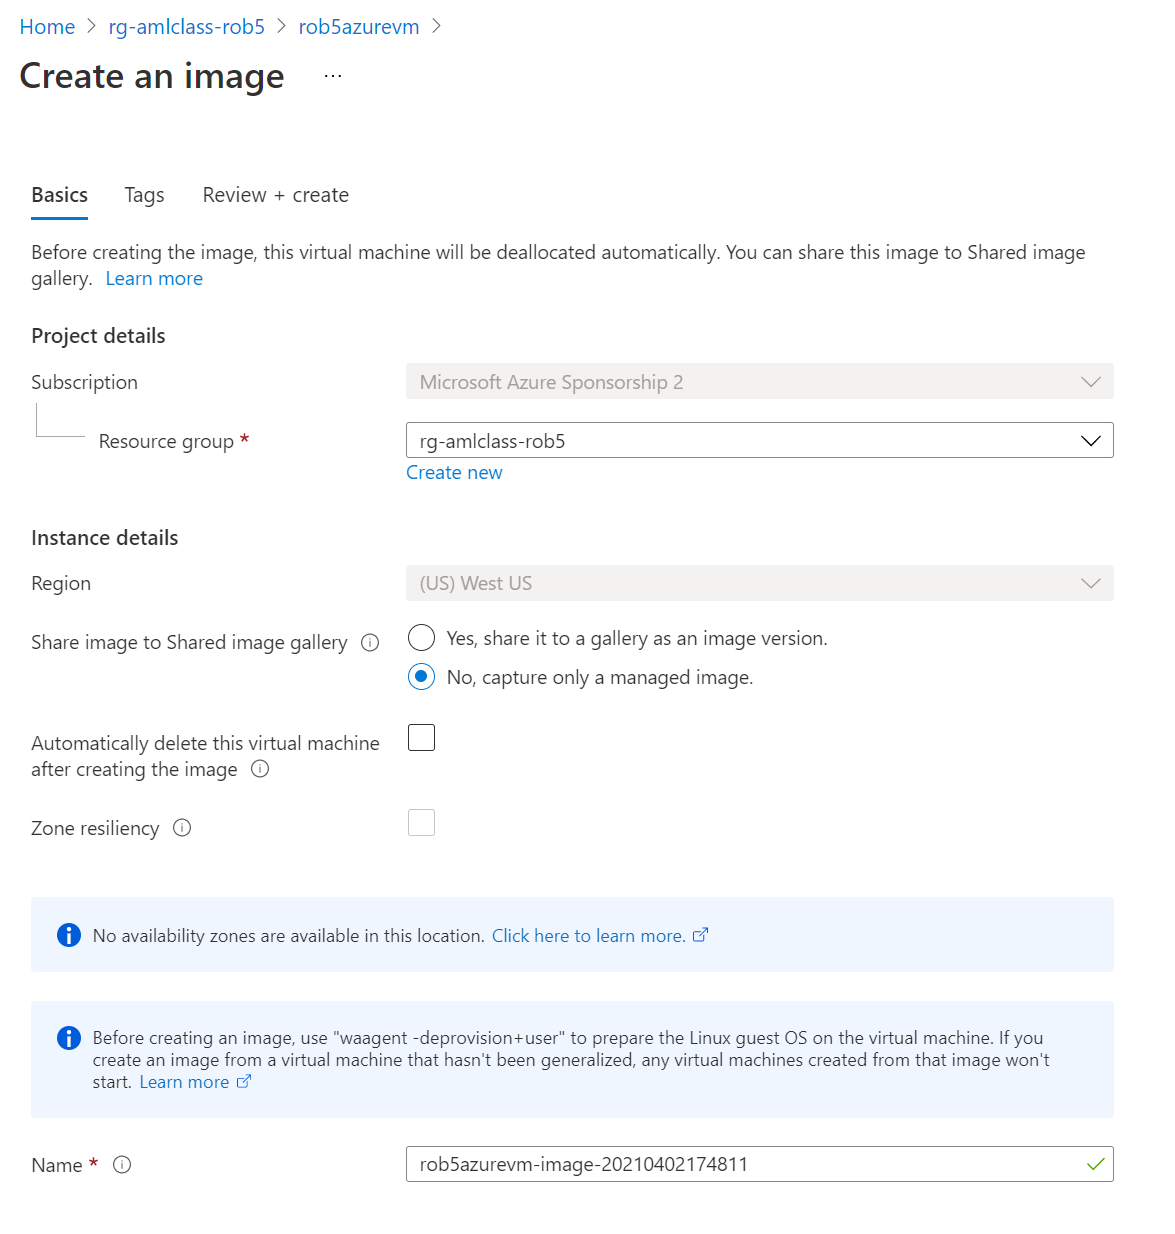 Home > rg-amlclass-rob5 > rob5azurevm >
Create an image ...
Basics Tags Review + create
Before creating the image, this virtual machine will be deallocated automatically. You can share this image to Shared image
gallery. Learn more
Project details
Subscription
Microsoft Azure Sponsorship 2
Resource group *
rg-amlclass-rob5
Create new
Instance details
Region
(US) West US
Share image to Shared image gallery
Yes, share it to a gallery as an image version.
No, capture only a managed image.
Automatically delete this virtual machine
after creating the image
Zone resiliency
No availability zones are available in this location. Click here to learn more.
Before creating an image, use "waagent -deprovision+user" to prepare the Linux guest OS on the virtual machine. If you
create an image from a virtual machine that hasn't been generalized, any virtual machines created from that image won't
start. Learn more
Name *
rob5azurevm-image-20210402174811